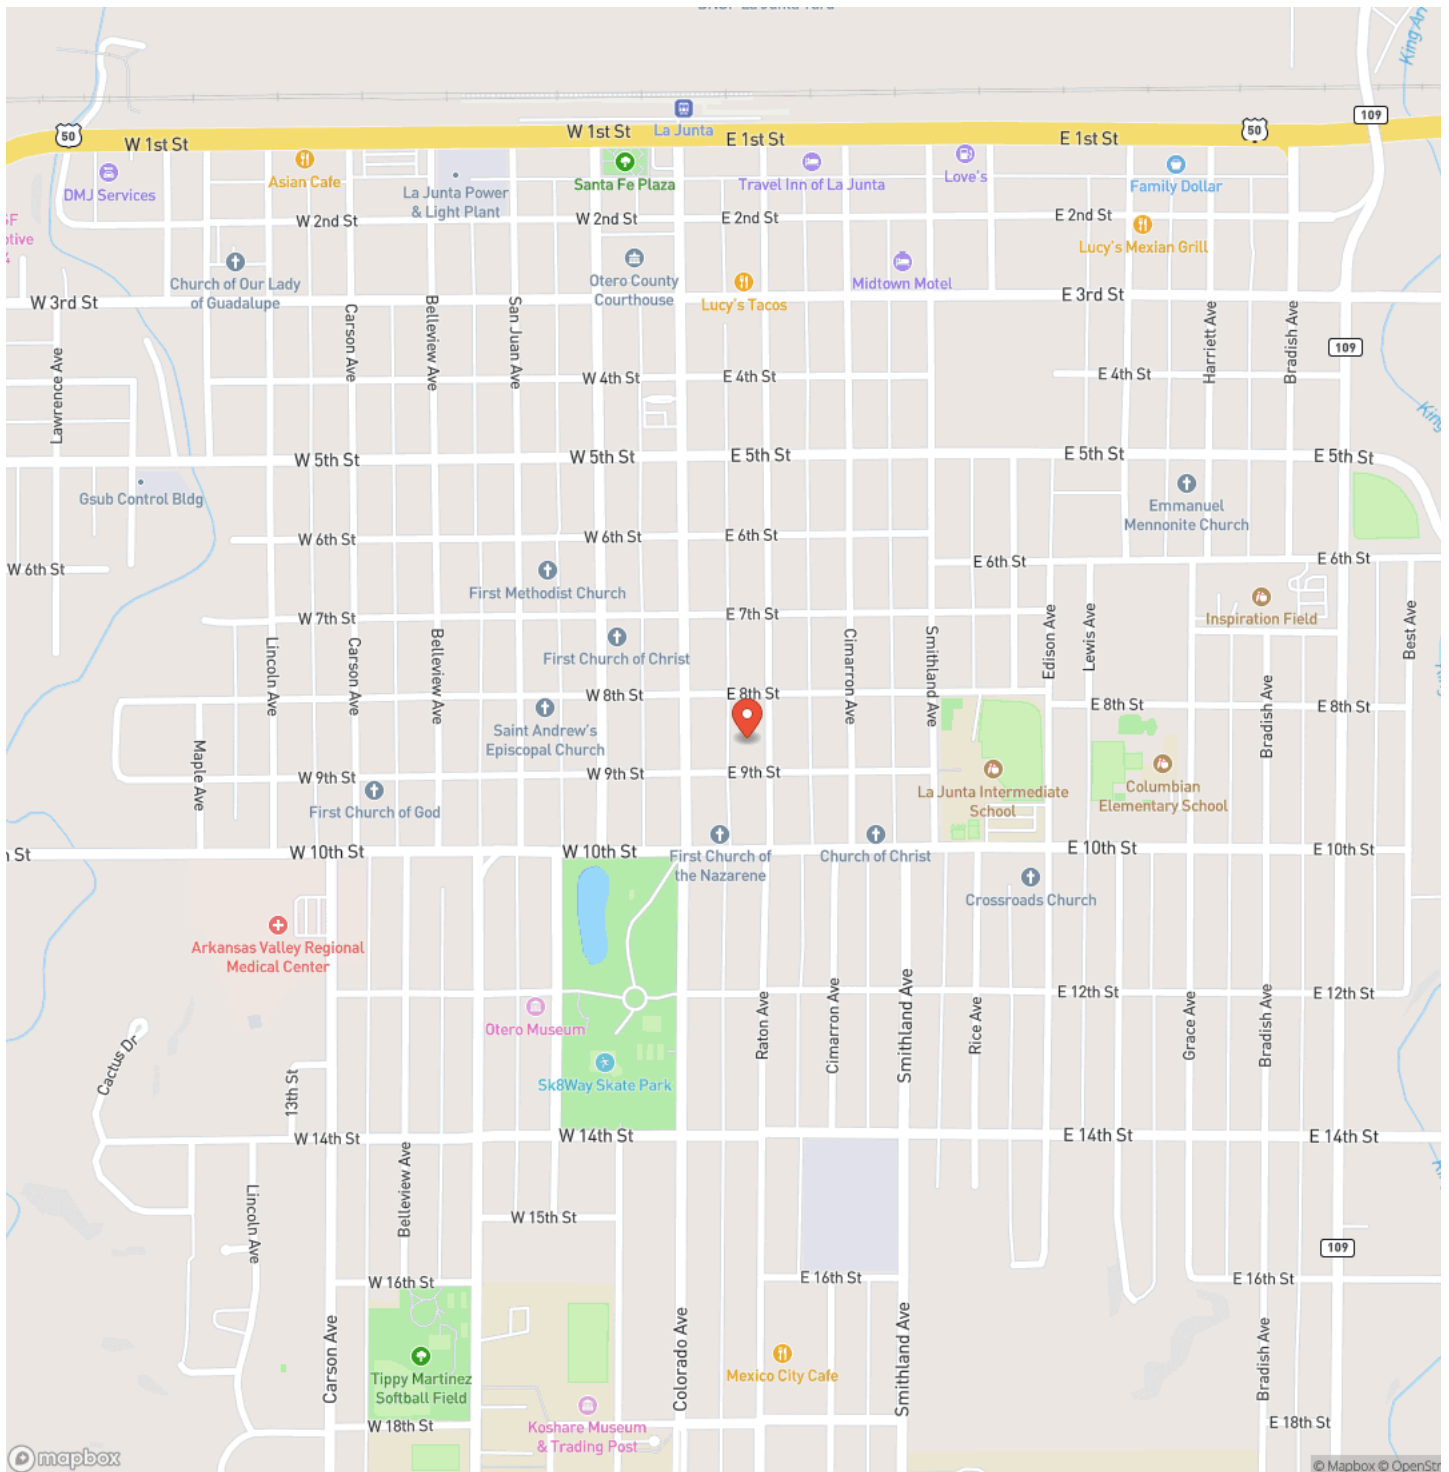 BNSF La Junta Yard
King Ar
109
50
W 1st St
W 1st St
La Junta
E 1st St
E 1st St
50
DMJ Services
Asian Cafe
La Junta Power
& Light Plant
Santa Fe Plaza
Travel Inn of La Junta
Love's
Family Dollar
SF
otive
&
W 2nd St
W 2nd St
E 2nd St
E 2nd St
Lucy's Mexian Grill
Church of Our Lady
of Guadalupe
Otero County
Courthouse
Lucy's Tacos
Midtown Motel
W 3rd St
E 3rd St
Carson Ave
Belleview Ave
San Juan Ave
Harriett Ave
Bradish Ave
109
Lawrence Ave
W 4th St
E 4th St
E 4th St
King
W 5th St
W 5th St
E 5th St
E 5th St
E 5th St
Gsub Control Bldg
Emmanuel
Mennonite Church
W 6th St
W 6th St
W 6th St
E 6th St
E 6th St
E 6th St
First Methodist Church
Inspiration Field
W 7th St
E 7th St
First Church of Christ
Lincoln Ave
Carson Ave
Belleview Ave
Cimarron Ave
Smithland Ave
Edison Ave
Lewis Ave
Best Ave
W 8th St
E 8th St
E 8th St
E 8th St
Saint Andrew's
Episcopal Church
Bradish Ave
Maple Ave
W 9th St
W 9th St
E 9th St
First Church of God
La Junta Intermediate
School
Columbian
Elementary School
h St
W 10th St
W 10th St
First Church of
the Nazarene
Church of Christ
E 10th St
E 10th St
Crossroads Church
Arkansas Valley Regional
Medical Center
E 12th St
E 12th St
Otero Museum
Raton Ave
Cimarron Ave
Smithland Ave
Rice Ave
Grace Ave
Bradish Ave
Cactus Dr
13th St
Sk8Way Skate Park
W 14th St
W 14th St
E 14th St
E 14th St
Lincoln Ave
Belleview Ave
W 15th St
109
W 16th St
E 16th St
E 16th St
Carson Ave
Colorado Ave
Smithland Ave
Bradish Ave
Tippy Martinez
Softball Field
Mexico City Cafe
W 18th St
Koshare Museum
& Trading Post
E 18th St
mapbox
© Mapbox © OpenStr